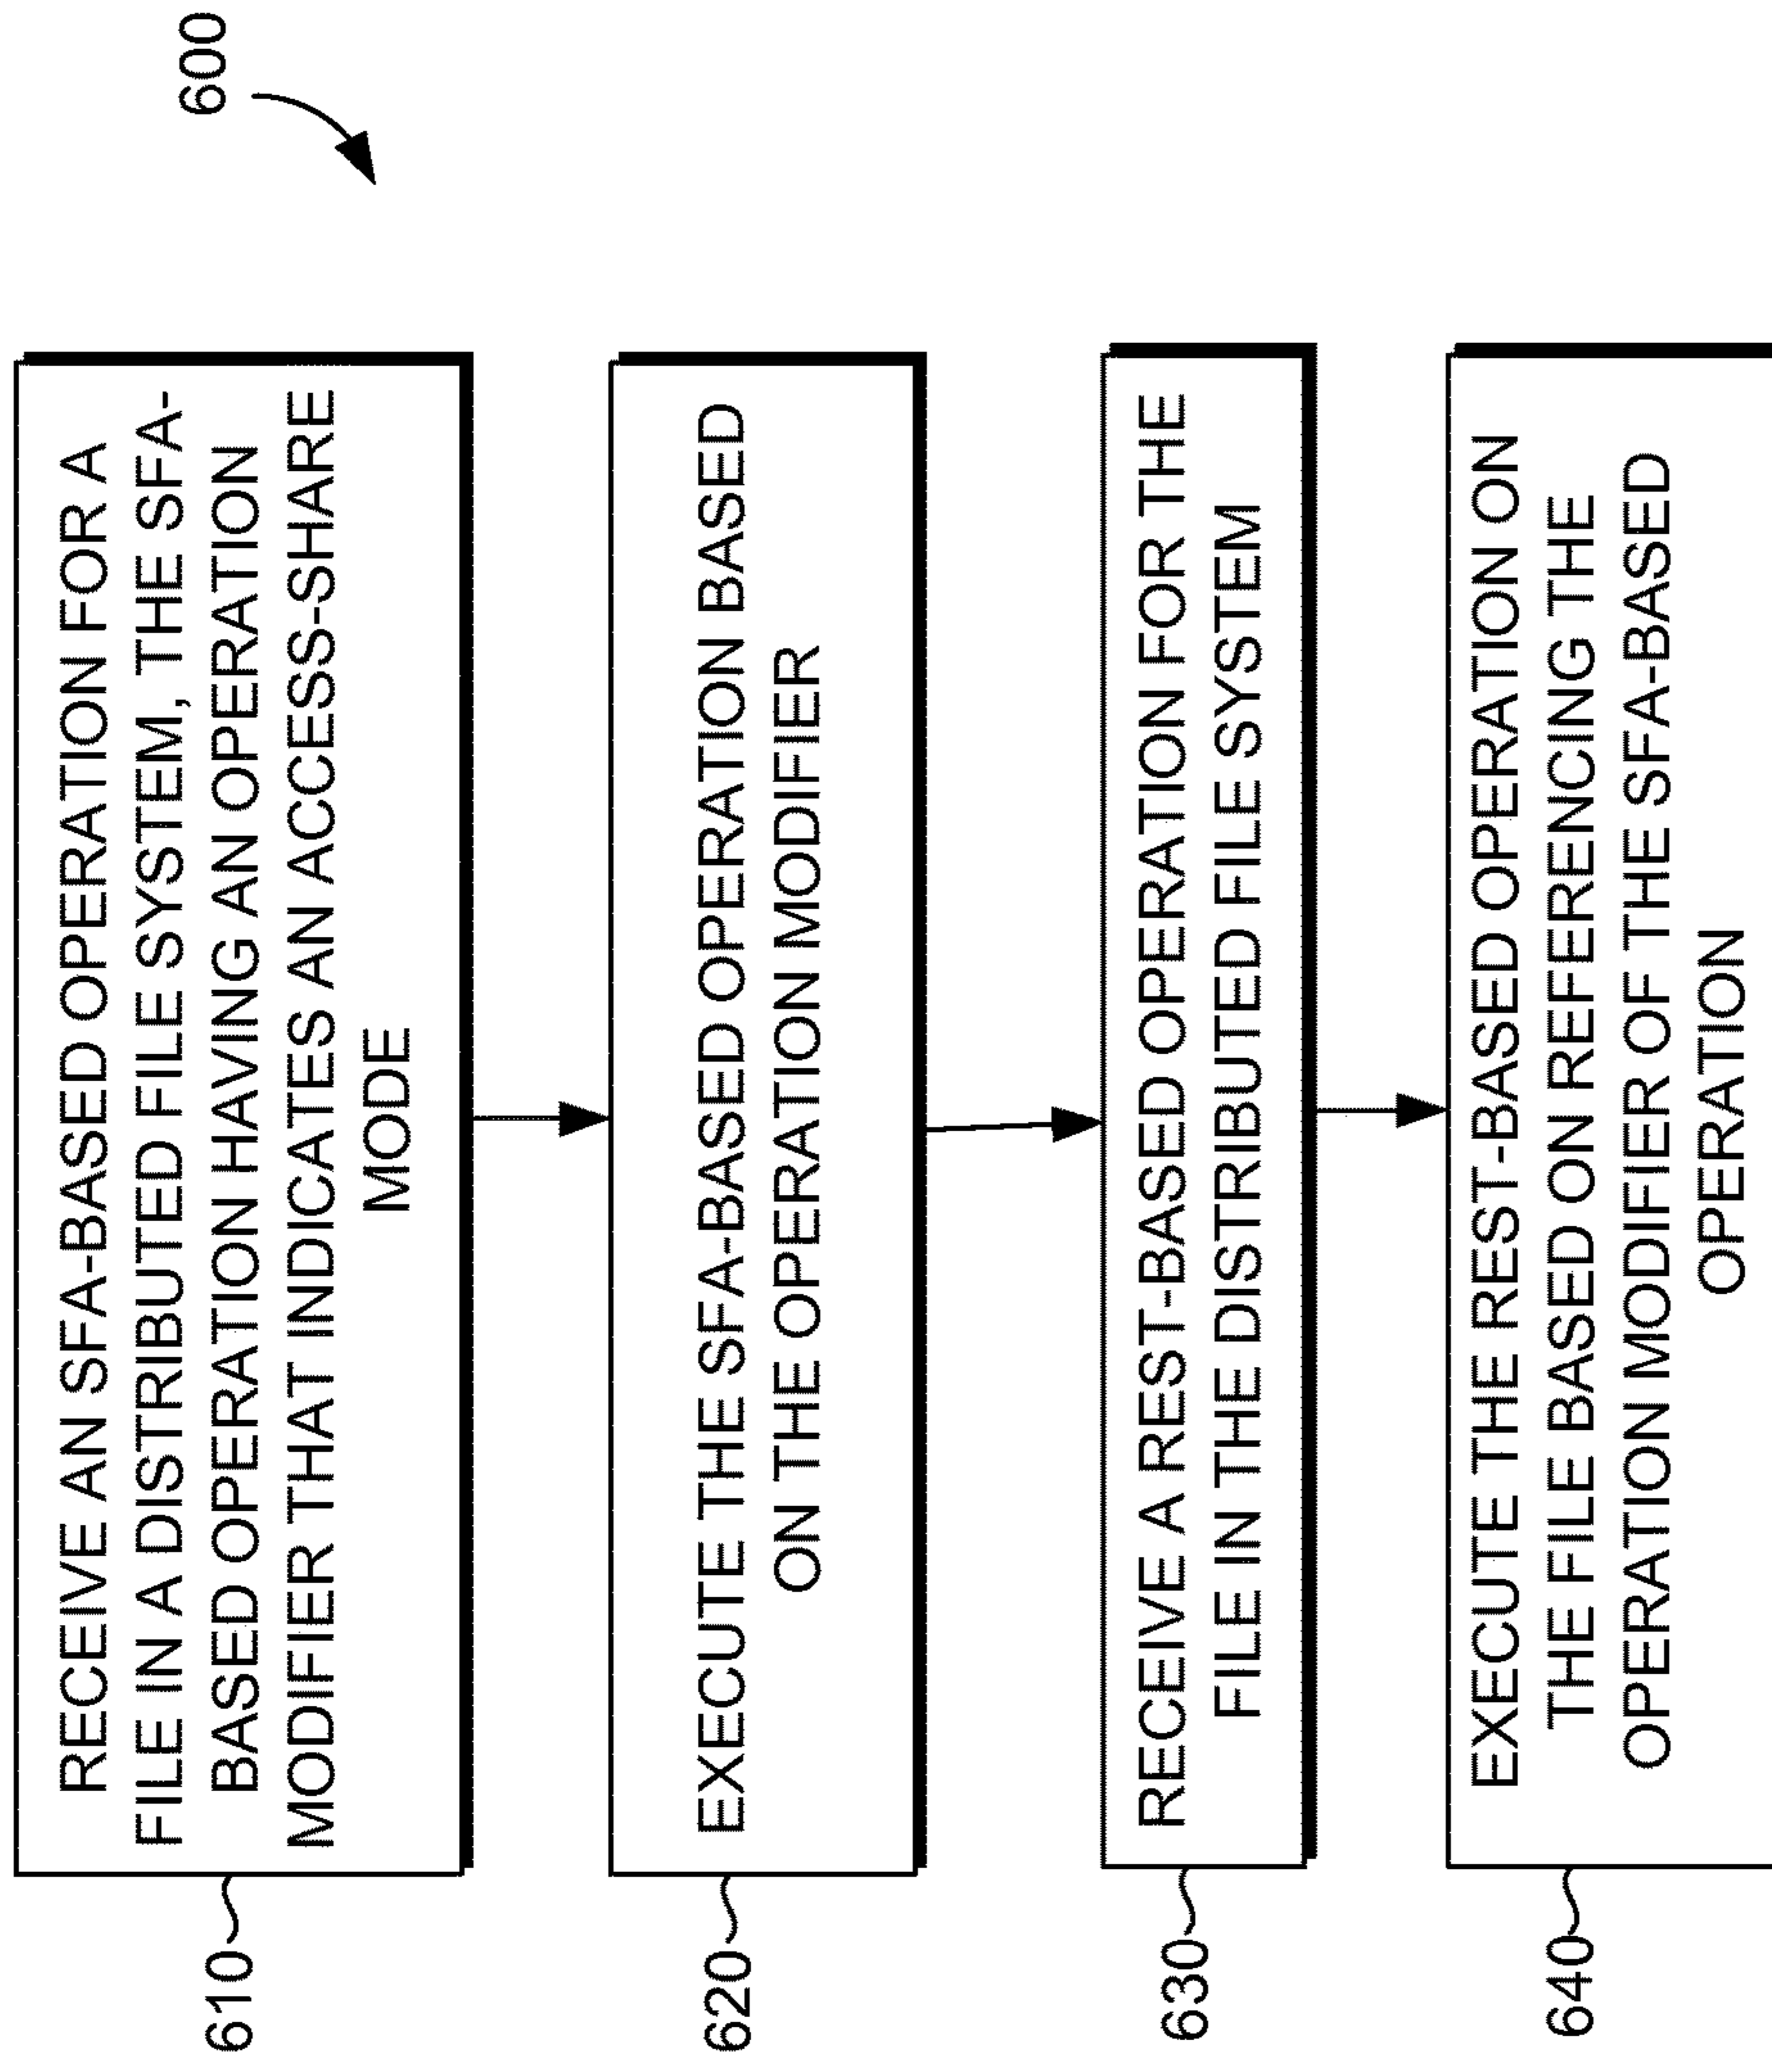 600
610
RECEIVE AN SFA-BASED OPERATION FOR A
FILE IN A DISTRIBUTED FILE SYSTEM, THE SFA-
BASED OPERATION HAVING AN OPERATION
MODIFIER THAT INDICATES AN ACCESS-SHARE
MODE
620
EXECUTE THE SFA-BASED OPERATION BASED
ON THE OPERATION MODIFIER
630
RECEIVE A REST-BASED OPERATION FOR THE
FILE IN THE DISTRIBUTED FILE SYSTEM
640
EXECUTE THE REST-BASED OPERATION ON
THE FILE BASED ON REFERENCING THE
OPERATION MODIFIER OF THE SFA-BASED
OPERATION